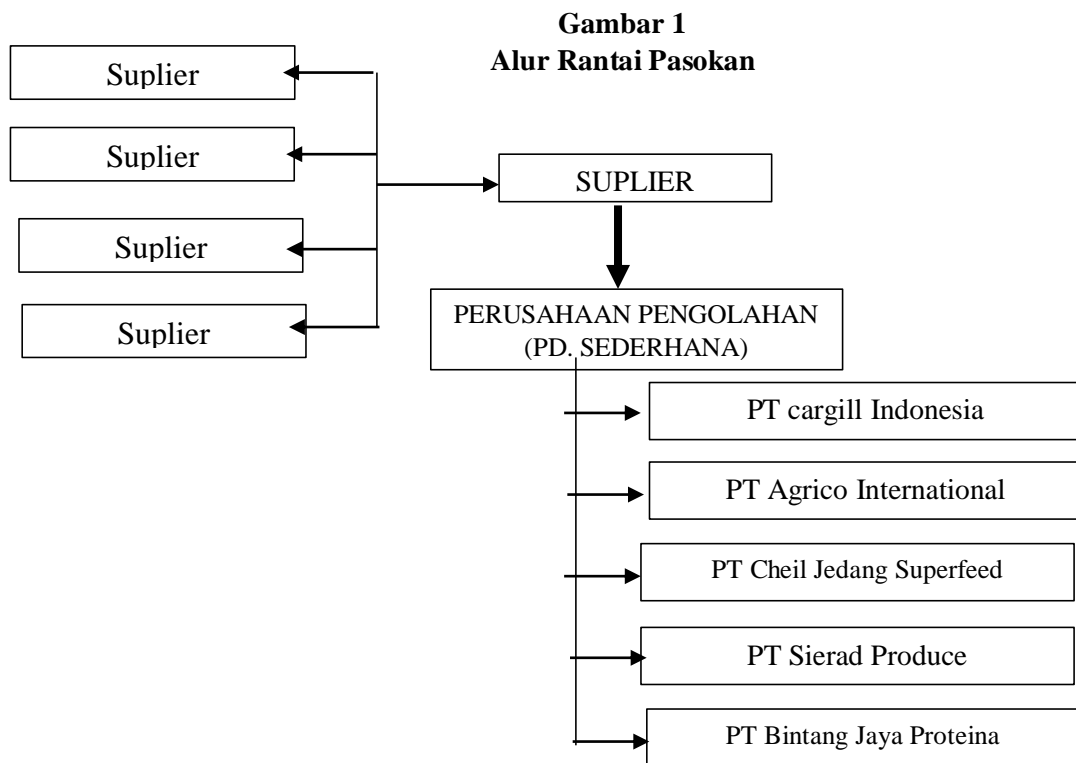 Gambar 1
Alur Rantai Pasokan
Suplier
Suplier
Suplier
Suplier
SUPLIER
PERUSAHAAN PENGOLAHAN
(PD. SEDERHANA)
PT cargill Indonesia
PT Agrico International
PT Cheil Jedang Superfeed
PT Sierad Produce
PT Bintang Jaya Proteina